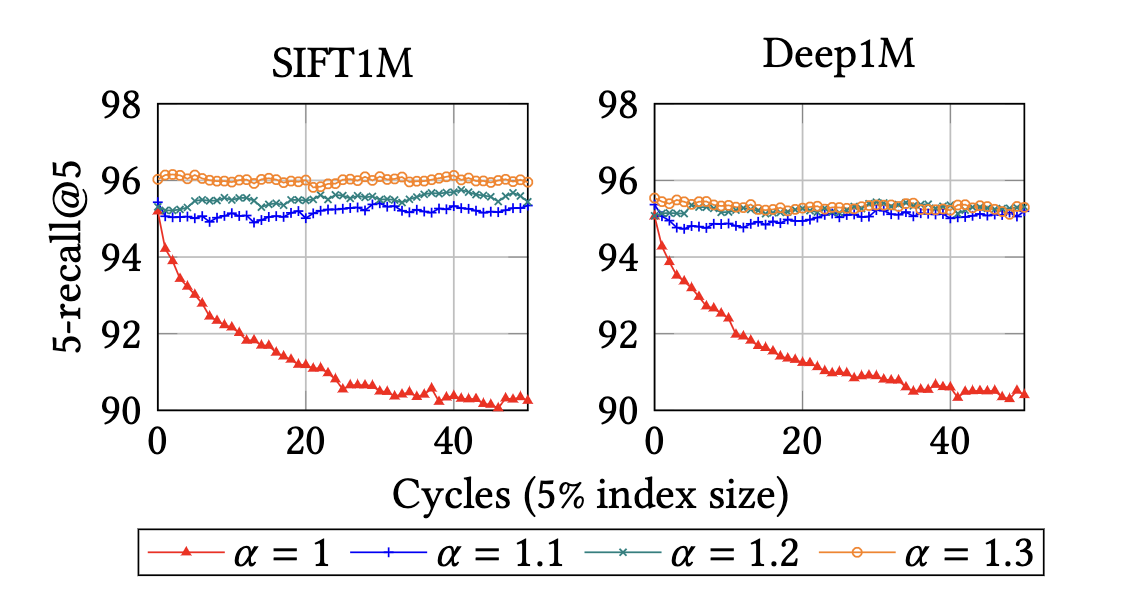 SIFT1M
Deep1M
5-recall@5
98
96
94
92
90
0
20
40
98
96
94
92
90
0
20
40
Cycles (5% index size)
α = 1
α = 1.1
α = 1.2
α = 1.3